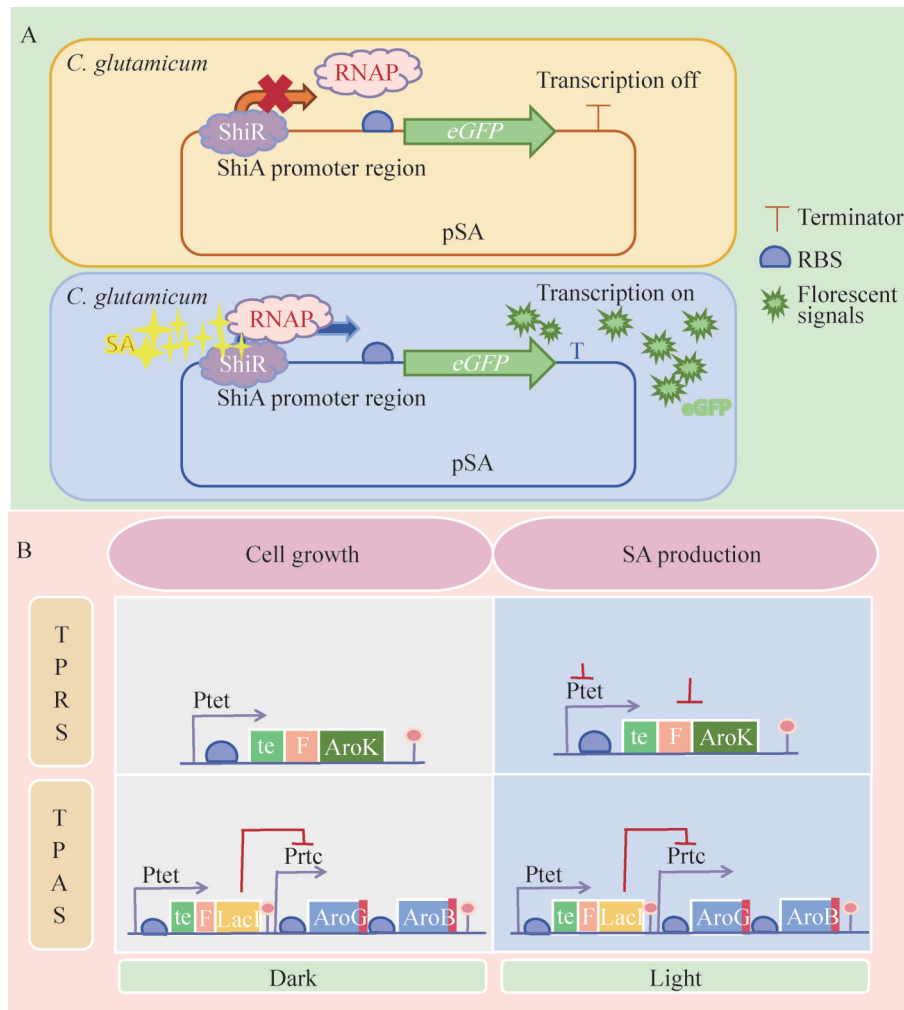 A
C. glutamicum
RNAP
Transcription off
ShiR
eGFP
ShiA promoter region
pSA
Terminator
RBS
Florescent
signals
C. glutamicum
Transcription on
RNAP
SA
ShiR
eGFP
T
ShiA promoter region
eGFP
pSA
B
Cell growth
SA production
TPRS
Ptet
te F AroK
Ptet
te F AroK
TPAS
Ptet
Prtc
te F LacI AroG AroB
Ptet
Prtc
te F LacI AroG AroB
Dark
Light